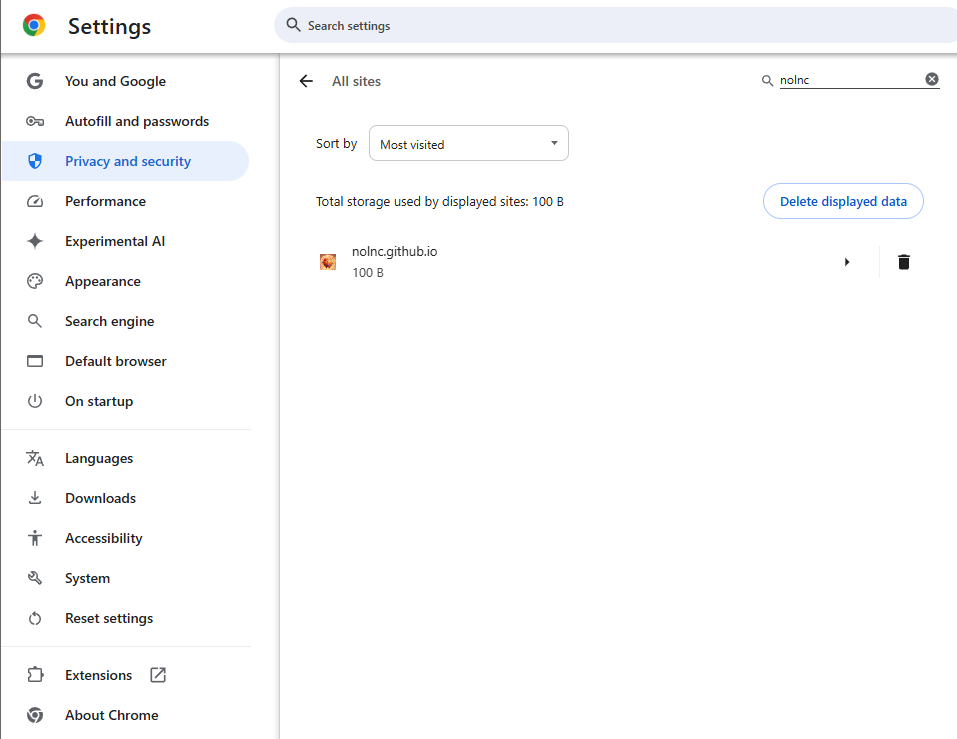 Settings
Search settings
You and Google
Autofill and passwords
Privacy and security
Performance
Experimental AI
Appearance
Search engine
Default browser
On startup
Languages
Downloads
Accessibility
System
Reset settings
Extensions
About Chrome
All sites
nolnc
Sort by
Most visited
Total storage used by displayed sites: 100 B
Delete displayed data
nolnc.github.io
100 B